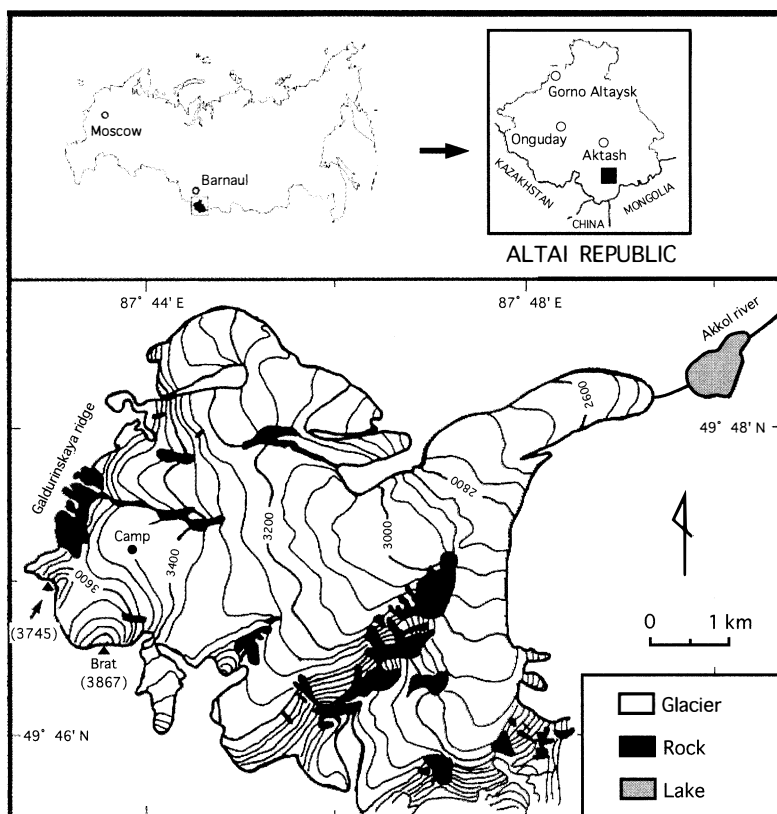 Moscow
Barnaul
Gorno Altaysk
Onguday
Aktash
KAZAKHSTAN
CHINA
MONGOLIA
ALTAI REPUBLIC
87° 44' E
87° 48' E
Akkol river
2600
49° 48' N
Galdurinskaya ridge
2800
3200
3000
Camp
3400
3600
(3745)
Brat
(3867)
0 1 km
49° 46' N
Glacier
Rock
Lake